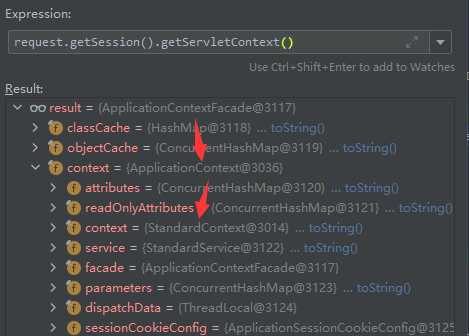 Expression:
request.getSession().getServletContext()
Use Ctrl+Shift+Enter to add to Watches
Result:
result = {ApplicationContextFacade@3117}
f classCache = {HashMap@3118} ... toString()
f objectCache = {ConcurrentHashMap@3119} ... toString()
f context = {ApplicationContext@3036}
f attributes = {ConcurrentHashMap@3120} ... toString()
f readOnlyAttributes = {ConcurrentHashMap@3121} ... toString()
f context = {StandardContext@3014} ... toString()
f service = {StandardService@3122} ... toString()
f facade = {ApplicationContextFacade@3117}
f parameters = {ConcurrentHashMap@3123} ... toString()
f dispatchData = {ThreadLocal@3124}
f sessionCookieConfig = {ApplicationSessionCookieConfig@3125